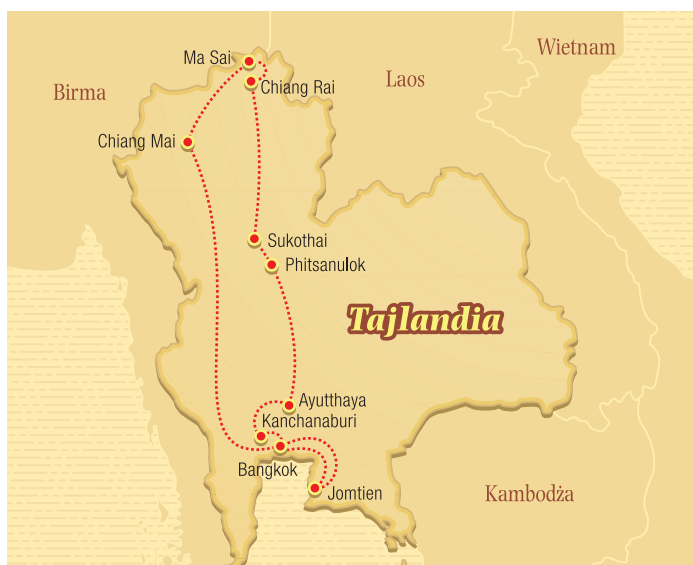 Wietnam
Ma Sai
Laos
Birma
Chiang Rai
Chiang Mai
Sukothai
Phitsanulok
Tajlandia
Ayutthaya
Kanchanaburi
Bangkok
Jomtien
Kambodża